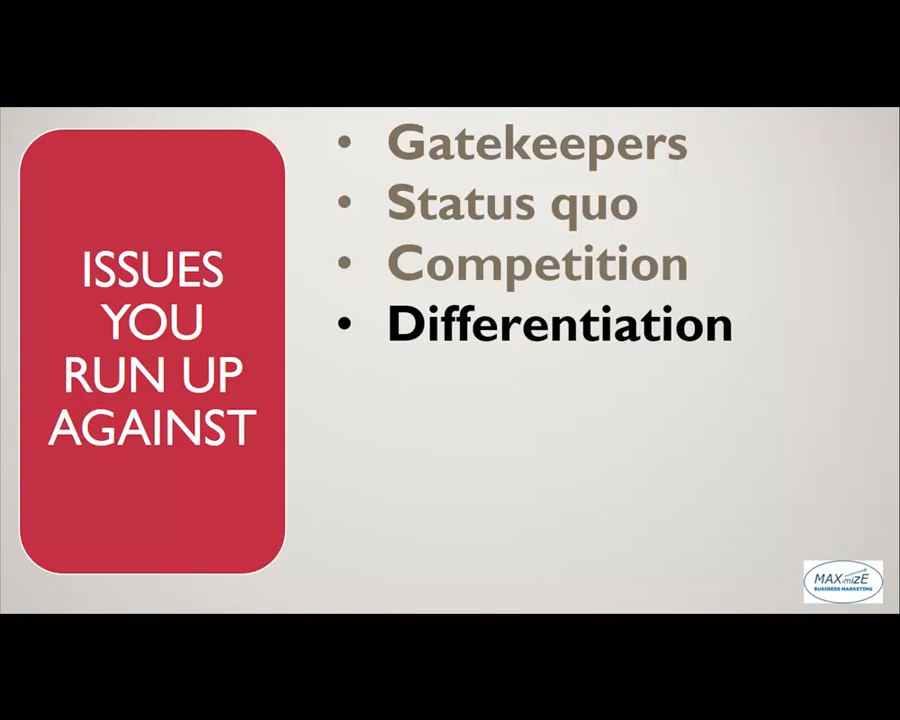 ISSUES
YOU
RUN UP
AGAINST
• Gatekeepers
• Status quo
• Competition
• Differentiation
MAXimizE
BUSINESS MARKETING